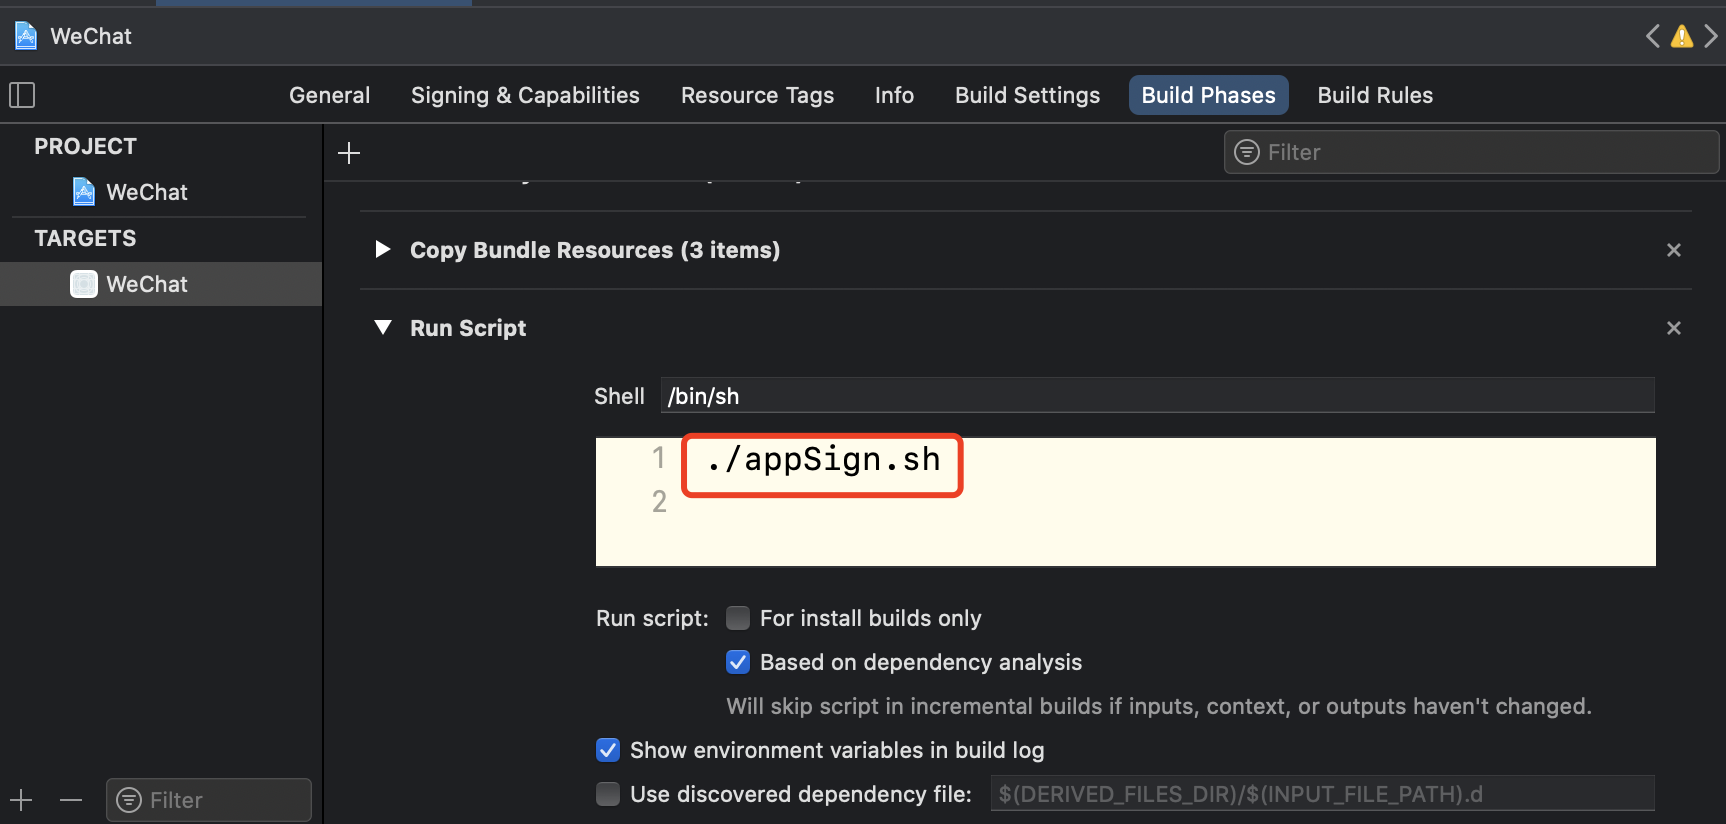 WeChat
General Signing & Capabilities Resource Tags Info Build Settings Build Phases Build Rules
PROJECT
WeChat
TARGETS
WeChat
Filter
Copy Bundle Resources (3 items)
Run Script
Shell /bin/sh
1 ./appSign.sh
2
Run script: For install builds only
Based on dependency analysis
Will skip script in incremental builds if inputs, context, or outputs haven't changed.
Show environment variables in build log
Use discovered dependency file: $(DERIVED_FILES_DIR)/$(INPUT_FILE_PATH).d
Filter